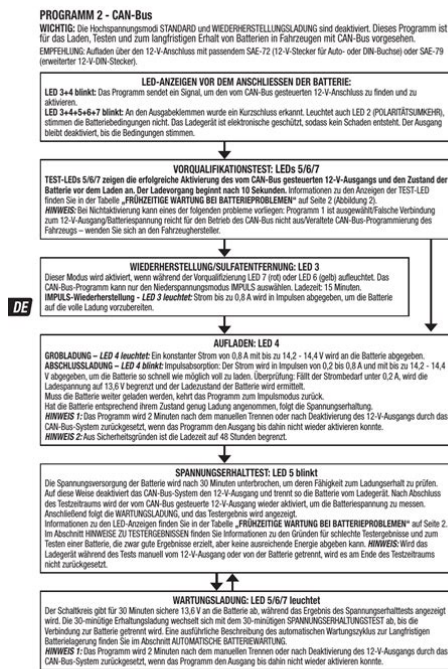 PROGRAMM 2 - CAN-Bus
WICHTIG: Die Hochspannungsmodi STANDARD und WIEDERHERSTELLUNGSLADUNG sind deaktiviert. Dieses Programm ist
für das Laden, Testen und zum langfristigen Erhalt von Batterien in Fahrzeugen mit CAN-Bus vorgesehen.
EMPFEHLUNG: Aufladen über den 12-V-Anschluss mit passendem SAE-72 (12-V-Stecker für Auto- oder DIN-Buchse) oder SAE-79
(erweiterter 12-V-DIN-Stecker).
LED-ANZEIGEN VOR DEM ANSCHLIESSEN DER BATTERIE:
LED 3+4 blinkt: Das Programm sendet ein Signal, um den vom CAN-Bus gesteuerten 12-V-Anschluss zu finden und zu
aktivieren.
LED 3+4+5+6+7 blinkt: An den Ausgabeklemmen wurde ein Kurzschluss erkannt. Leuchtet auch LED 2 (POLARITÄTSUMKEHR),
stimmen die Batteriebedingungen nicht. Das Ladegerät ist elektronische geschützt, sodass kein Schaden entsteht. Der Ausgang
bleibt deaktiviert, bis die Bedingungen stimmen.
VORQUALIFIKATIONSTEST: LEDs 5/6/7
TEST-LEDs 5/6/7 zeigen die erfolgreiche Aktivierung des vom CAN-Bus gesteuerten 12-V-Ausgangs und den Zustand der
Batterie vor dem Laden an. Der Ladevorgang beginnt nach 10 Sekunden. Informationen zu den Anzeigen der TEST-LED
finden Sie in der Tabelle „FRÜHZEITIGE WARTUNG BEI BATTERIEPROBLEMEN“ auf Seite 2 (Abbildung 2).
HINWEIS: Bei Nichtaktivierung kann eines der folgenden probleme vorliegen: Programm 1 ist ausgewählt/Falsche Verbindung
zum 12-V-Ausgang/Batteriespannung reicht für den Betrieb des CAN-Bus nicht aus/Veraltete CAN-Bus-Programmierung des
Fahrzeugs – wenden Sie sich an den Fahrzeughersteller.
WIEDERHERSTELLUNG/SULFATENTFERNUNG: LED 3
Dieser Modus wird aktiviert, wenn während der Vorqualifizierung LED 7 (rot) oder LED 6 (gelb) aufleuchtet. Das
CAN-Bus-Programm kann nur den Niederspannungsmodus IMPULS auswählen. Ladezeit: 15 Minuten.
IMPULS-Wiederherstellung - LED 3 leuchtet: Strom bis zu 0,8 A wird in Impulsen abgegeben, um die Batterie
auf die volle Ladung vorzubereiten.
DE
AUFLADEN: LED 4
GROBLADUNG – LED 4 leuchtet: Ein konstanter Strom von 0,8 A mit bis zu 14,2 - 14,4 V wird an die Batterie abgegeben.
ABSCHLUSSLADUNG – LED 4 blinkt: Impulsabsorption: Der Strom wird in Impulsen von 0,2 bis 0,8 A und mit bis zu 14,2 - 14,4
V abgegeben, um die Batterie so schnell wie möglich voll zu laden. Überprüfung: Fällt der Strombedarf unter 0,2 A, wird die
Ladespannung auf 13,6 V begrenzt und der Ladezustand der Batterie wird ermittelt.
Muss die Batterie weiter geladen werden, kehrt das Programm zum Impulsmodus zurück.
Hat die Batterie entsprechend ihrem Zustand genug Ladung angenommen, folgt die Spannungserhaltung.
HINWEIS 1: Das Programm wird 2 Minuten nach dem manuellen Trennen oder nach Deaktivierung des 12-V-Ausgangs durch das
CAN-Bus-System zurückgesetzt, wenn das Programm den Ausgang bis dahin nicht wieder aktivieren konnte.
HINWEIS 2: Aus Sicherheitsgründen ist die Ladezeit auf 48 Stunden begrenzt.
SPANNUNGSERHALTTEST: LED 5 blinkt
Die Spannungsversorgung der Batterie wird nach 30 Minuten unterbrochen, um deren Fähigkeit zum Ladungserhalt zu prüfen.
Auf diese Weise deaktiviert das CAN-Bus-System den 12-V-Ausgang und trennt so die Batterie vom Ladegerät. Nach Abschluss
des Testzeitraums wird der vom CAN-Bus gesteuerte 12-V-Ausgang wieder aktiviert, um die Batteriespannung zu messen.
Anschließend folgt die WARTUNGSLADUNG, und das Testergebnis wird angezeigt.
Informationen zu den LED-Anzeigen finden Sie in der Tabelle „FRÜHZEITIGE WARTUNG BEI BATTERIEPROBLEMEN“ auf Seite 2.
Im Abschnitt HINWEISE ZU TESTERGEBNISSEN finden Sie Informationen zu den Gründen für schlechte Testergebnisse und zum
Testen einer Batterie, die zwar gute Ergebnisse erzielt, aber keine ausreichende Energie abgeben kann. HINWEIS: Wird das
Ladegerät während des Tests manuell vom 12-V-Ausgang oder von der Batterie getrennt, wird es am Ende des Testzeitraums
nicht zurückgesetzt.
WARTUNGSLADUNG: LED 5/6/7 leuchtet
Der Schaltkreis gibt für 30 Minuten sichere 13,6 V an die Batterie ab, während das Ergebnis des Spannungserhalttests angezeigt
wird. Die 30-minütige Erhaltungsladung wechselt sich mit dem 30-minütigen SPANNUNGSERHALTUNGSTEST ab, bis die
Verbindung zur Batterie getrennt wird. Eine ausführliche Beschreibung des automatischen Wartungszyklus zur Langfristigen
Batterielagerung finden Sie im Abschnitt AUTOMATISCHE BATTERIEWARTUNG.
HINWEIS 1: Das Programm wird 2 Minuten nach dem manuellen Trennen oder nach Deaktivierung des 12-V-Ausgangs durch das
CAN-Bus-System zurückgesetzt, wenn das Programm den Ausgang bis dahin nicht wieder aktivieren konnte.